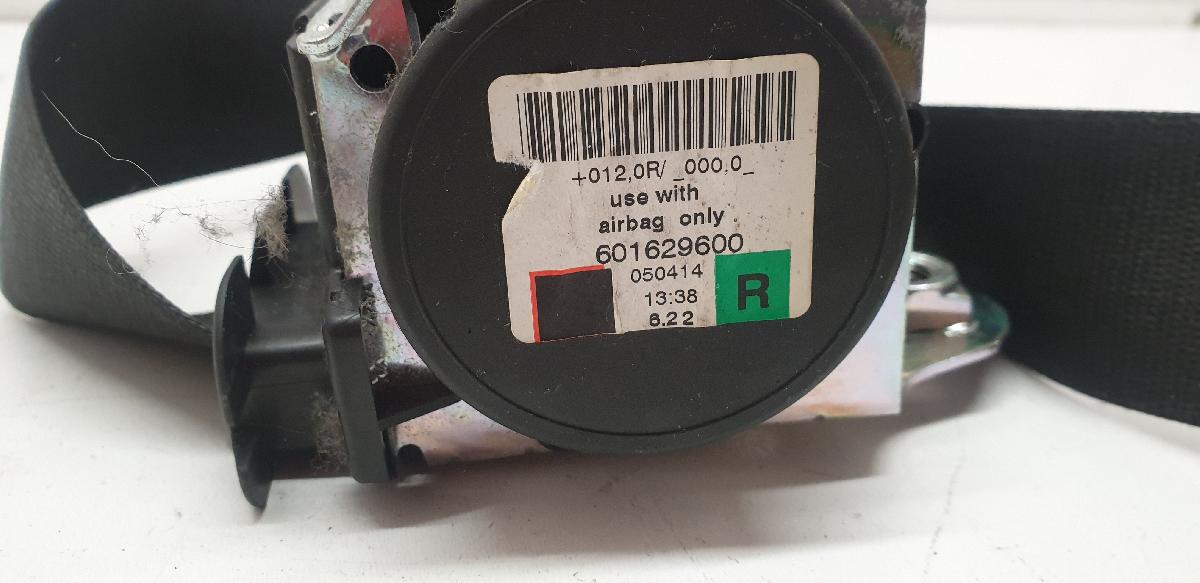 +012,0R/ _000,0_
use with
airbag only
601629600
050414
13:38
6.22
R